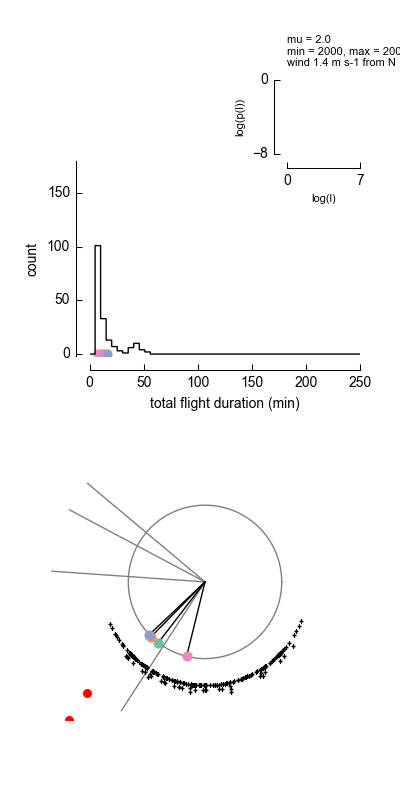 mu = 2.0
min = 2000, max = 200
wind 1.4 m s-1 from N
0
−8
log(p(l))
0 7
log(l)
150
100
50
0
count
0 50 100 150 200 250
total flight duration (min)